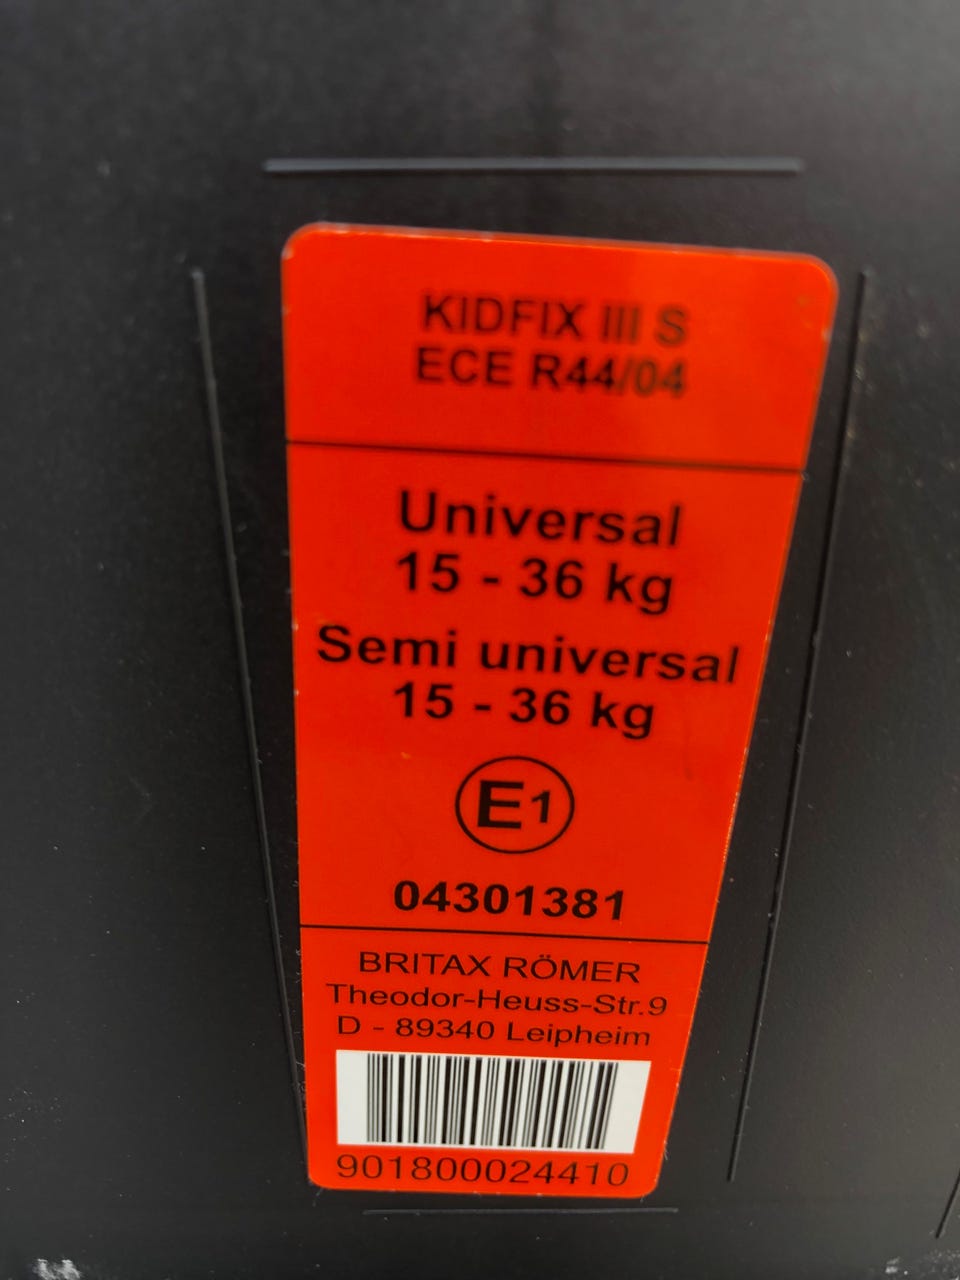 KIDFIX III S
ECE R44/04
Universal
15 - 36 kg
Semi universal
15 - 36 kg
E1
04301381
BRITAX RÖMER
Theodor-Heuss-Str.9
D - 89340 Leipheim
901800024410